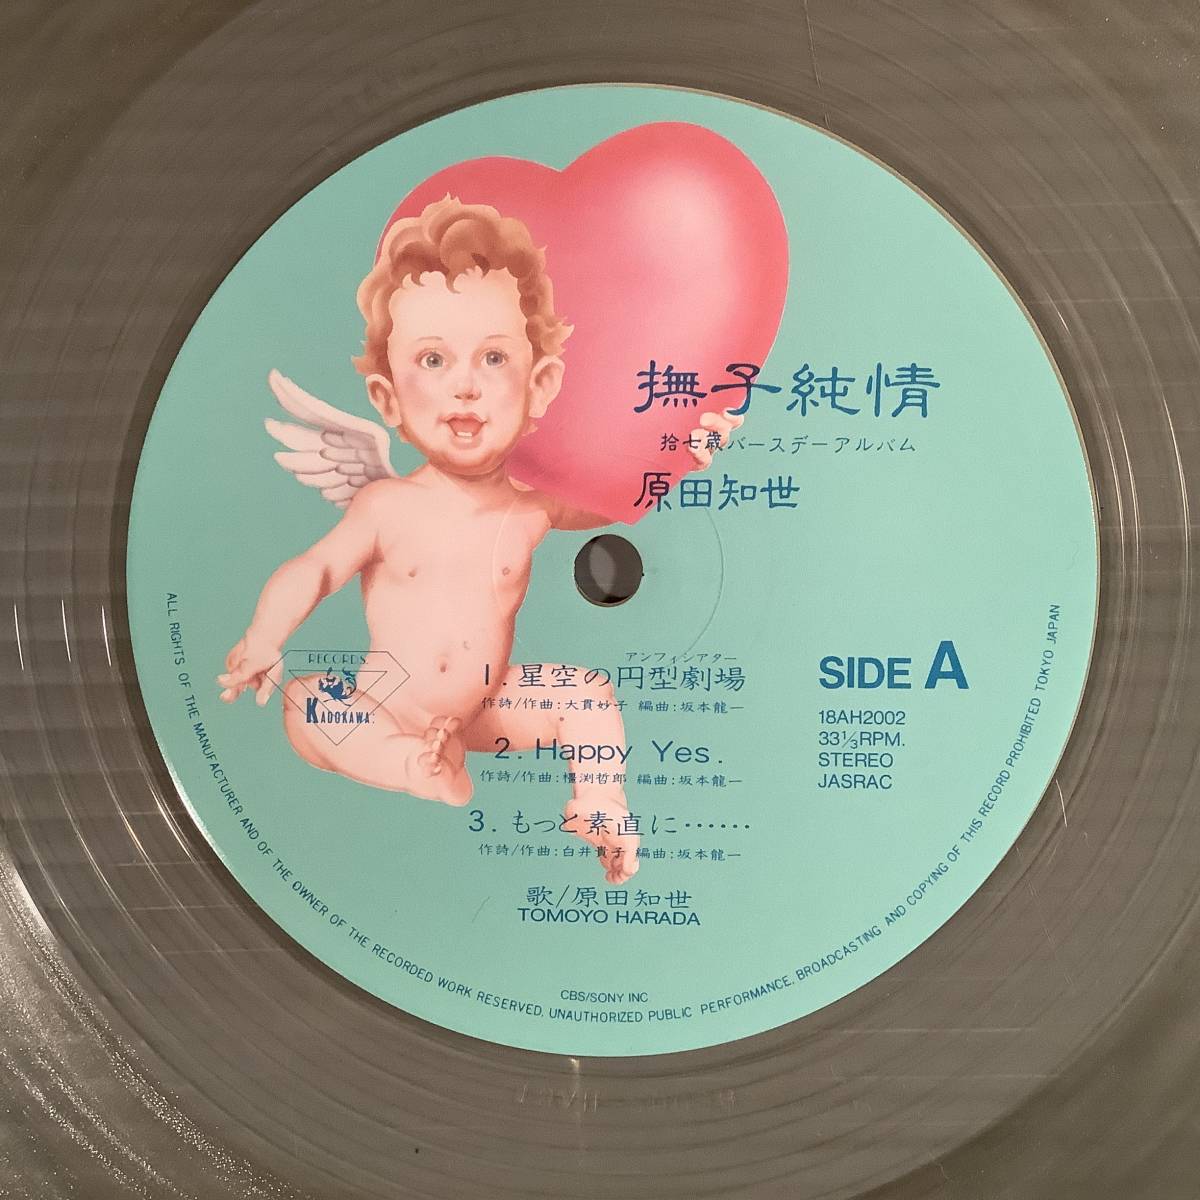 撫子純情
拾七歳バースデーアルバム
原田知世
RECORDS.
KADOKAWA:
アンフィシアター
1.星空の円型劇場
作詩/作曲:大貫妙子 編曲:坂本龍一
2.Happy Yes.
作詩/作曲:橿渕哲郎 編曲:坂本龍一
3.もっと素直に……
作詩/作曲:白井貴子 編曲:坂本龍一
歌/原田知世
TOMOYO HARADA
SIDE A
18AH2002
33⅓RPM.
STEREO
JASRAC
CBS/SONY INC
ALL RIGHTS OF THE MANUFACTURER AND OF THE OWNER OF THE RECORDED WORK RESERVED. UNAUTHORIZED PUBLIC PERFORMANCE, BROADCASTING AND COPYING OF THIS RECORD PROHIBITED TOKYO JAPAN